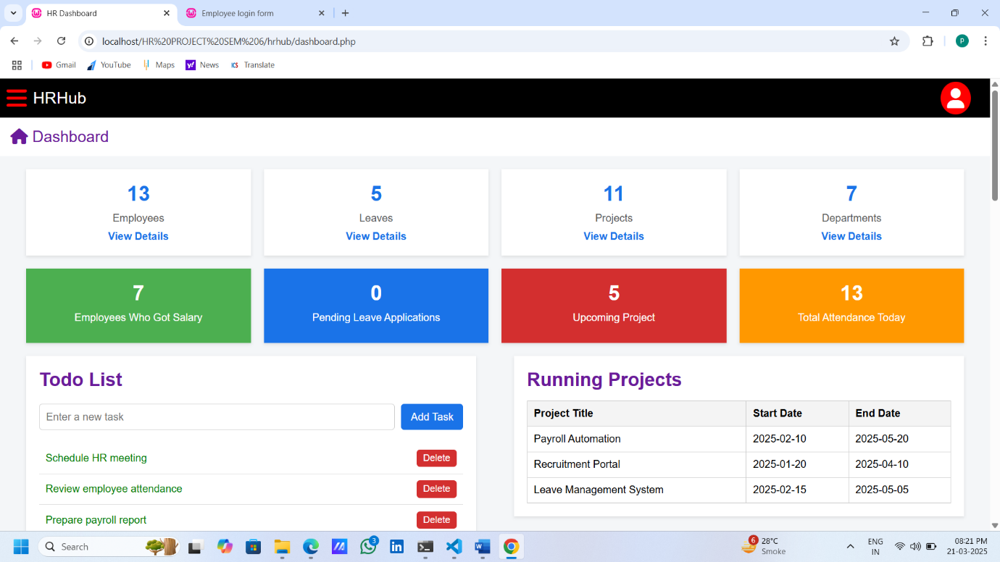 HR Dashboard
Employee login form
localhost/HR%20PROJECT%20SEM%206/hrhub/dashboard.php
P
Gmail
YouTube
Maps
y!
News
ICS
Translate
HRHub
Dashboard
13
Employees
View Details
5
Leaves
View Details
11
Projects
View Details
7
Departments
View Details
7
Employees Who Got Salary
0
Pending Leave Applications
5
Upcoming Project
13
Total Attendance Today
Todo List
Enter a new task
Add Task
Schedule HR meeting
Delete
Review employee attendance
Delete
Prepare payroll report
Delete
Running Projects
Project Title Start Date End Date
Payroll Automation 2025-02-10 2025-05-20
Recruitment Portal 2025-01-20 2025-04-10
Leave Management System 2025-02-15 2025-05-05
Search
3
in
W
6
28°C
Smoke
ENG
IN
08:21 PM
21-03-2025